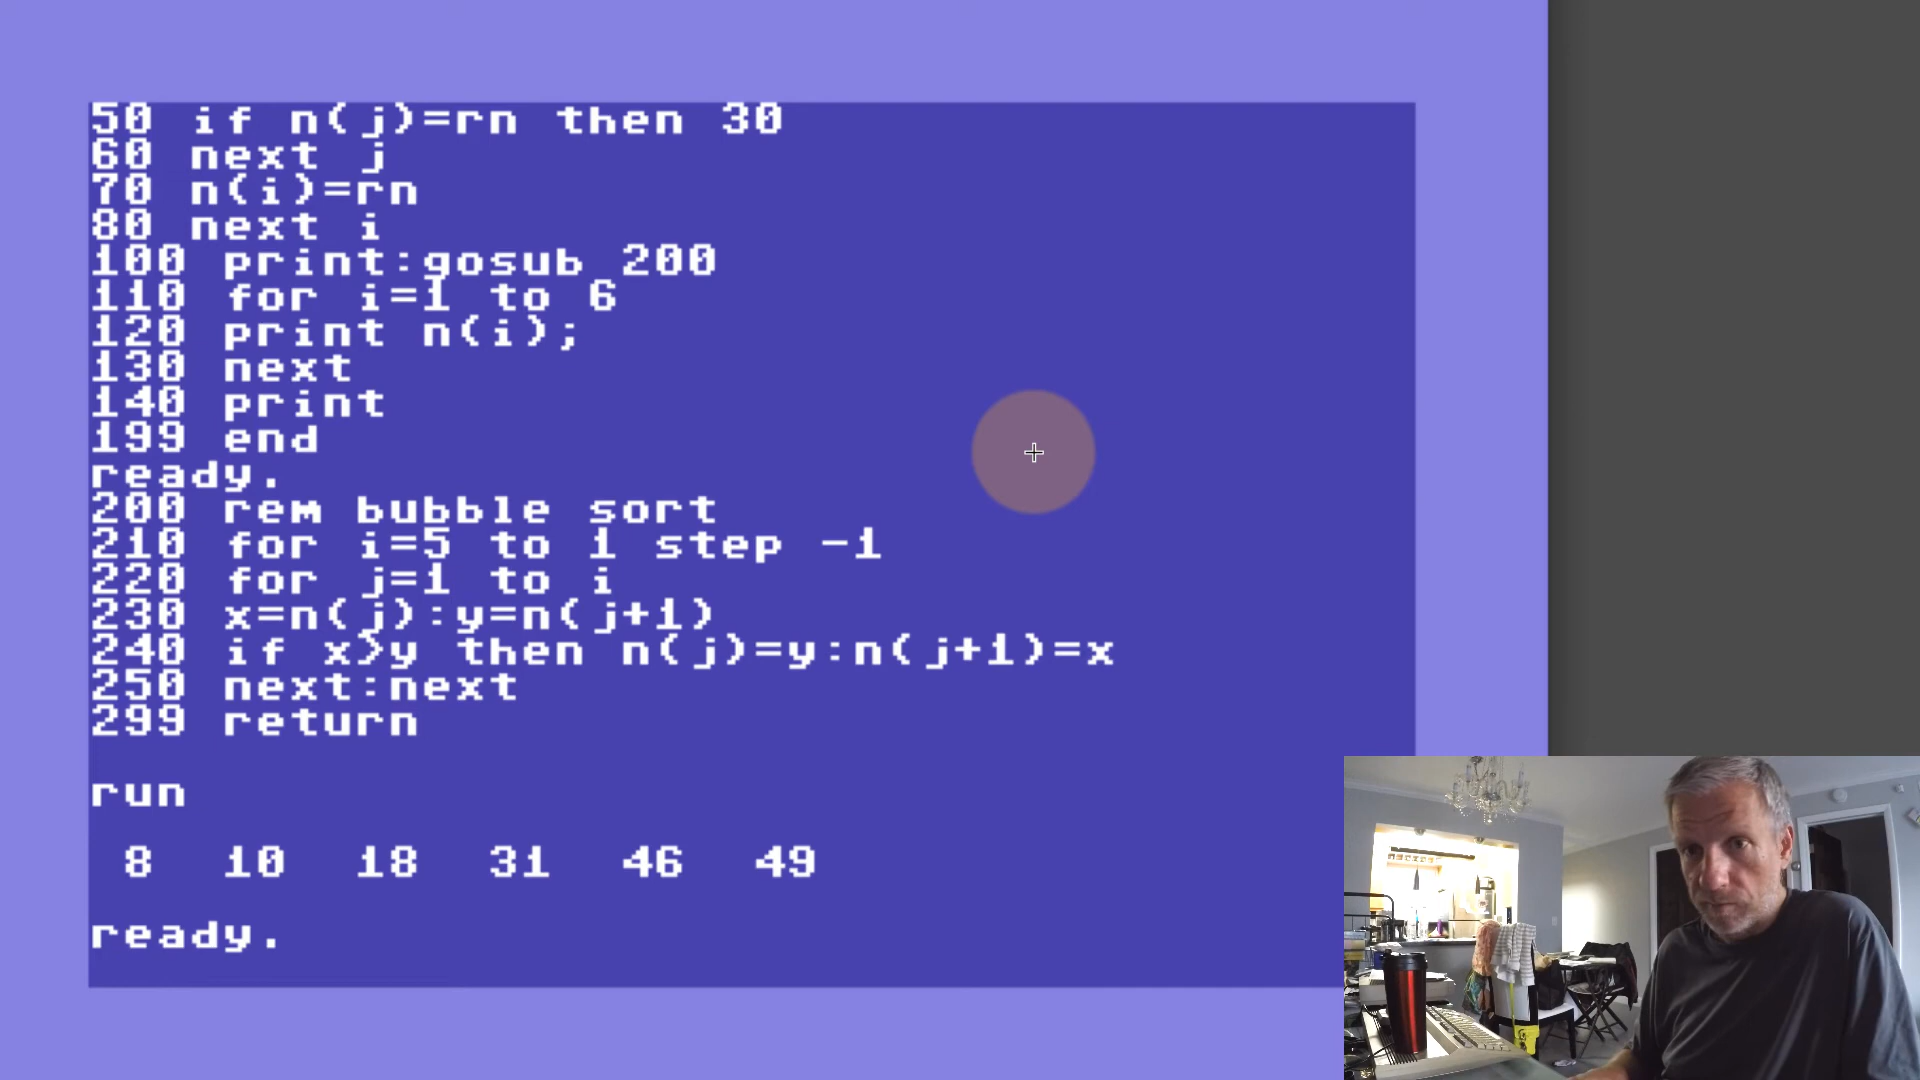 50 if n(j)=rn then 30
60 next j
70 n(i)=rn
80 next i
100 print:gosub 200
110 for i=1 to 6
120 print n(i);
130 next
140 print
199 end
ready.
200 rem bubble sort
210 for i=5 to 1 step -1
220 for j=1 to i
230 x=n(j):y=n(j+1)
240 if x>y then n(j)=y:n(j+1)=x
250 next:next
299 return
run
8 10 18 31 46 49
ready.